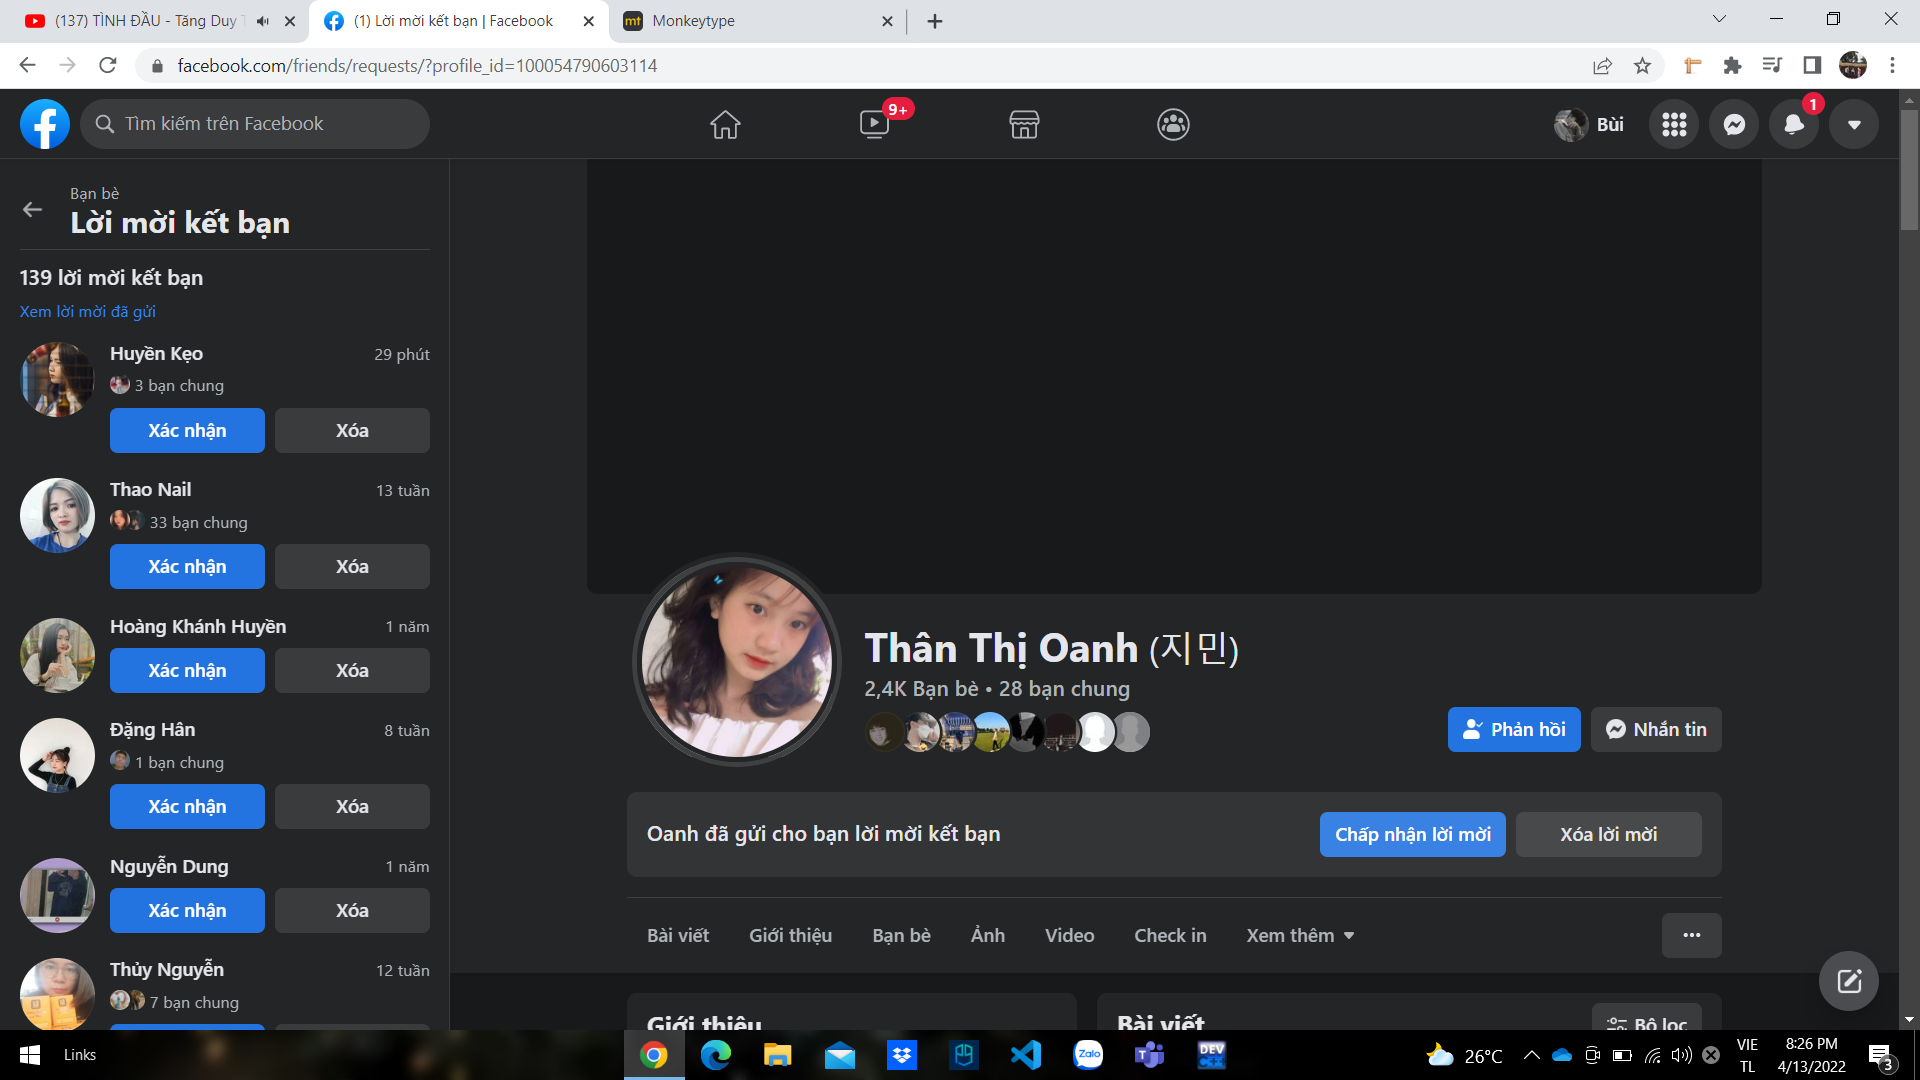 (137) TÌNH ĐẦU - Tăng Duy T
(1) Lời mời kết bạn | Facebook
Monkeytype
facebook.com/friends/requests/?profile_id=100054790603114
Tìm kiếm trên Facebook
9+
Bùi
1
Bạn bè
Lời mời kết bạn
139 lời mời kết bạn
Xem lời mời đã gửi
Huyền Kẹo 29 phút
3 bạn chung
Xác nhận Xóa
Thao Nail 13 tuần
33 bạn chung
Xác nhận Xóa
Hoàng Khánh Huyền 1 năm
Xác nhận Xóa
Đặng Hân 8 tuần
1 bạn chung
Xác nhận Xóa
Nguyễn Dung 1 năm
Xác nhận Xóa
Thủy Nguyễn 12 tuần
7 bạn chung
Thân Thị Oanh (지민)
2,4K Bạn bè • 28 bạn chung
Phản hồi Nhắn tin
Oanh đã gửi cho bạn lời mời kết bạn
Chấp nhận lời mời Xóa lời mời
Bài viết Giới thiệu Bạn bè Ảnh Video Check in Xem thêm
Giới thiệu
Bài viết
Bộ lọc
Links
Zalo
DEV C++
26°C
VIE
TL
8:26 PM
4/13/2022
3